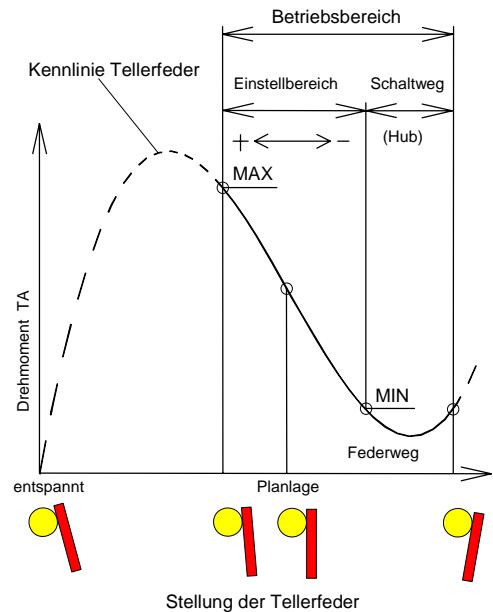 Betriebsbereich
Kennlinie Tellerfeder
Einstellbereich
Schaltweg
+
-
(Hub)
MAX
Drehmoment TA
MIN
Federweg
entspannt
Planlage
Stellung der Tellerfeder